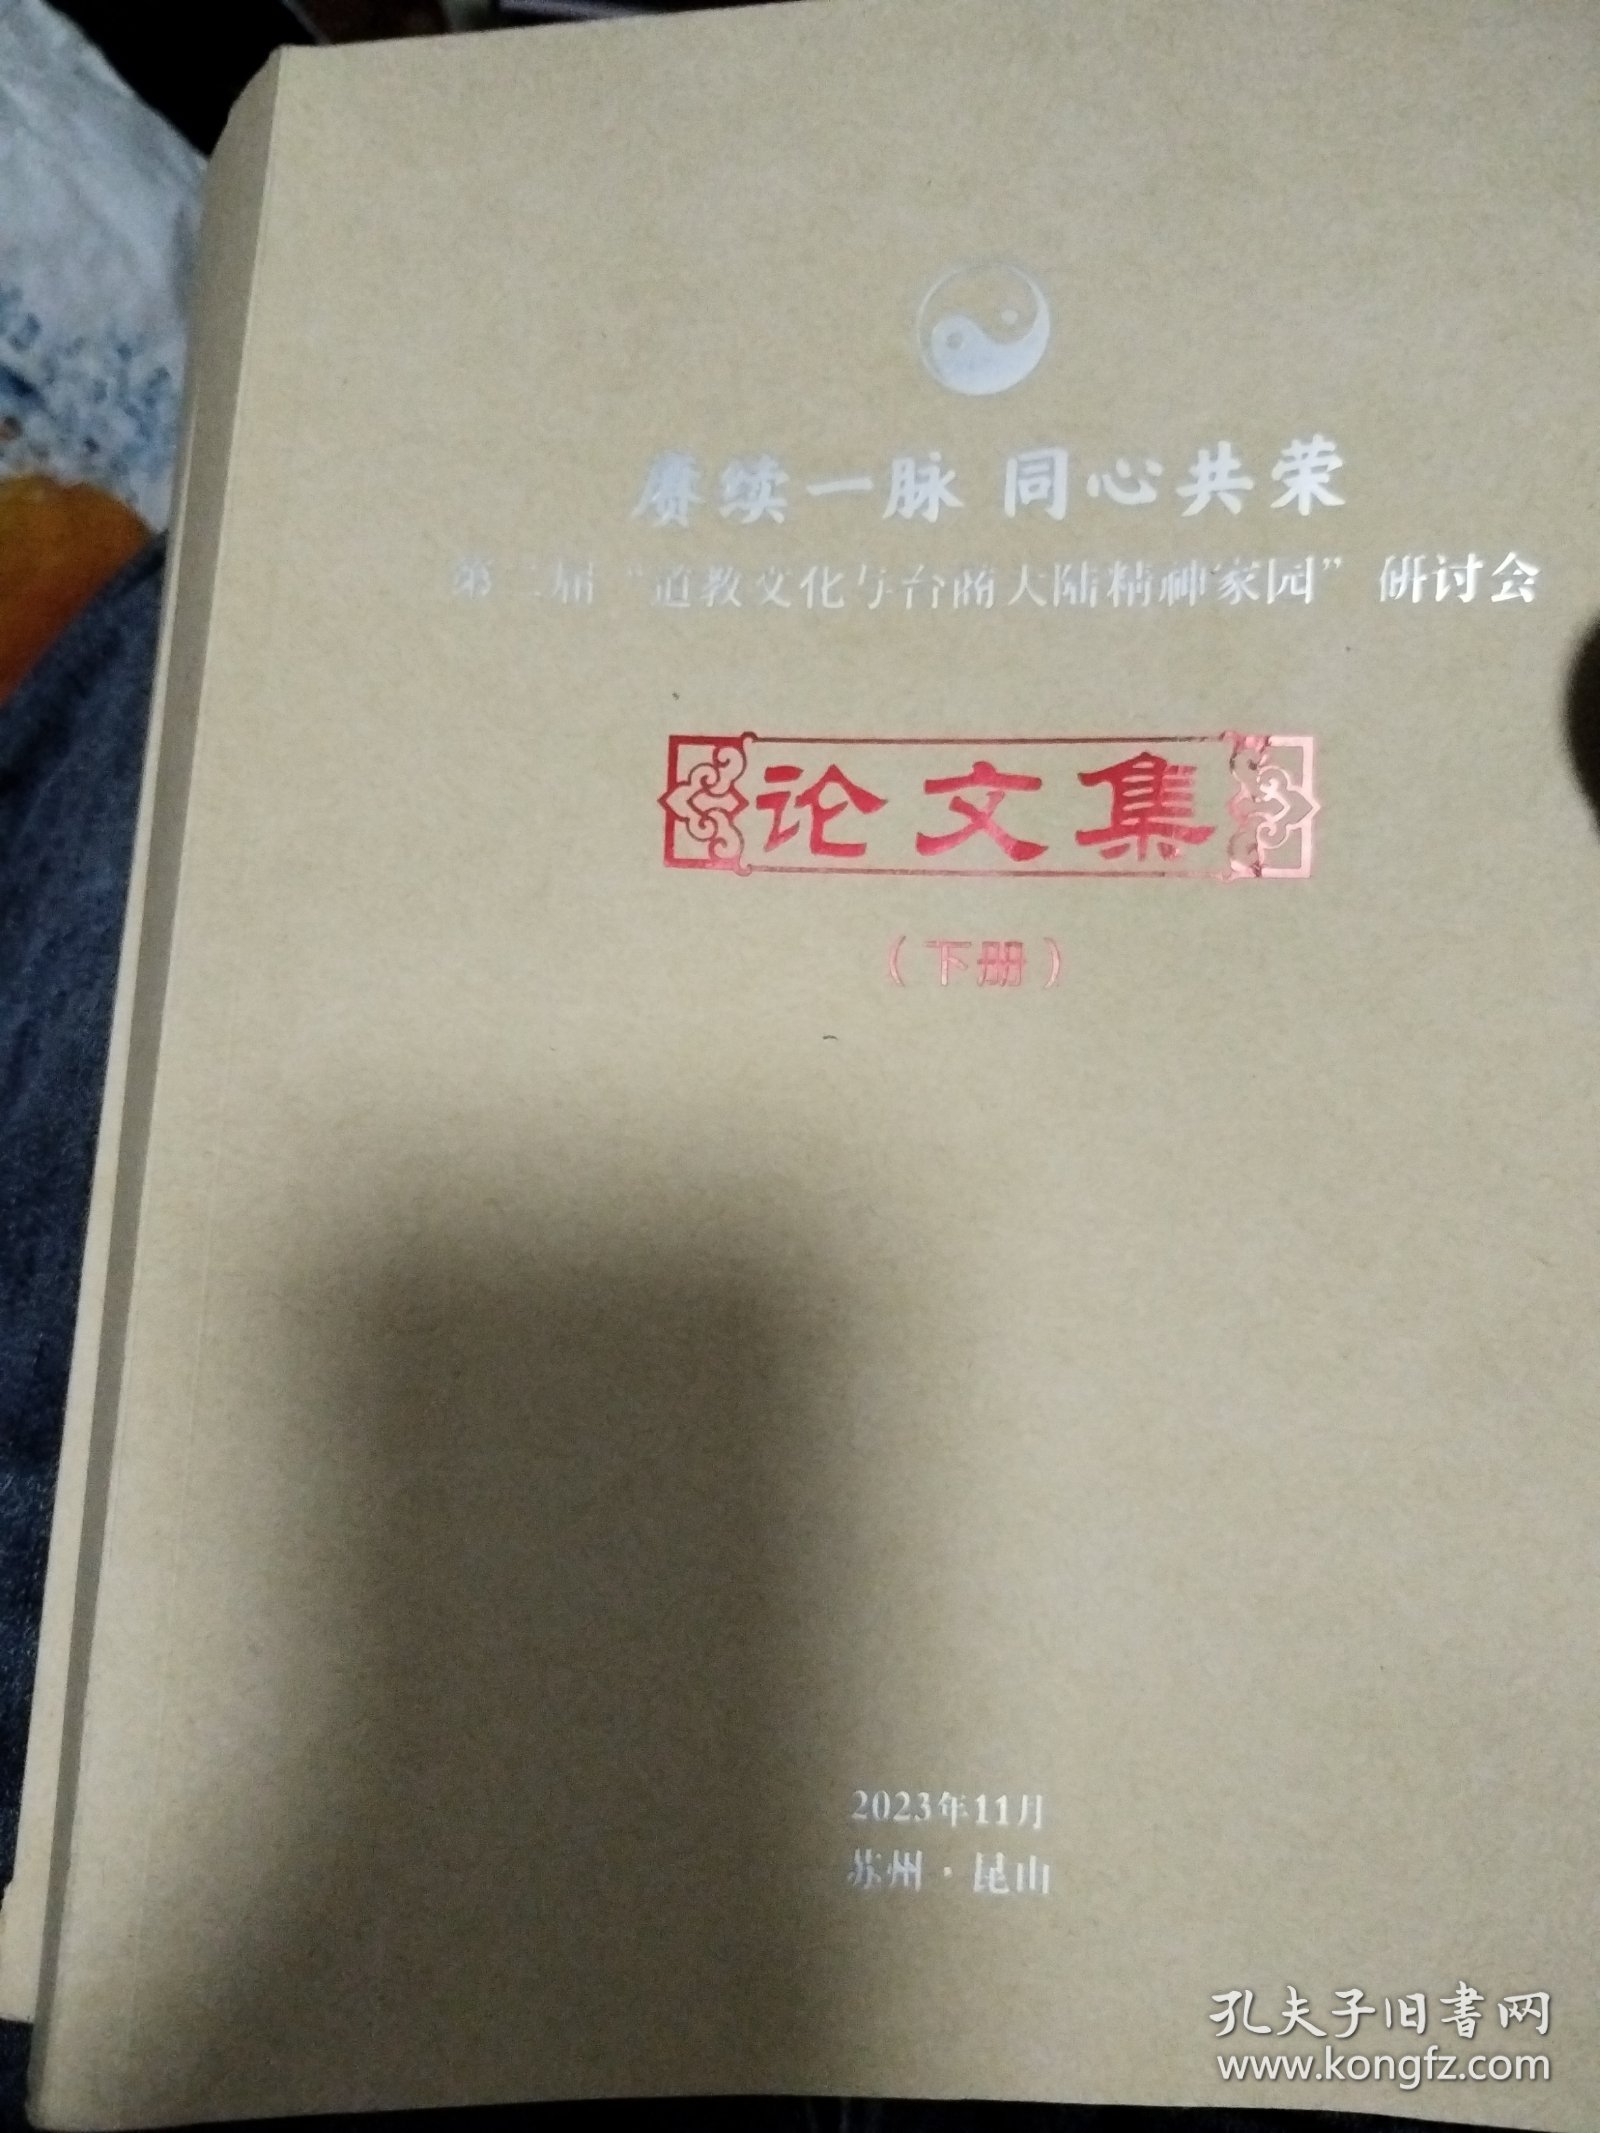 赓续一脉 同心共荣
第二届“道教文化与台商大陆精神家园”研讨会
论文集
（下册）
2023年11月
苏州·昆山
孔夫子旧書网
www.kongfz.com